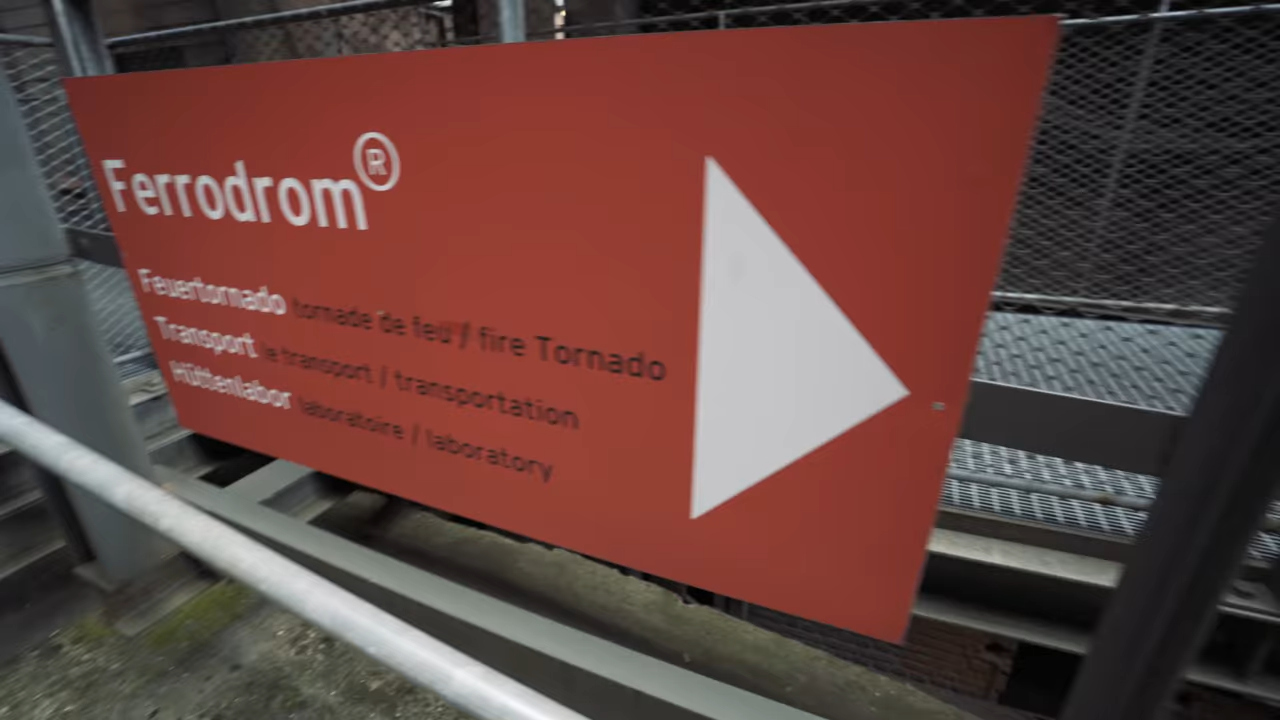 Ferrodrom®
Feuertornado tornade de feu / fire Tornado
Transport le transport / transportation
Hüttenlabor laboratoire / laboratory